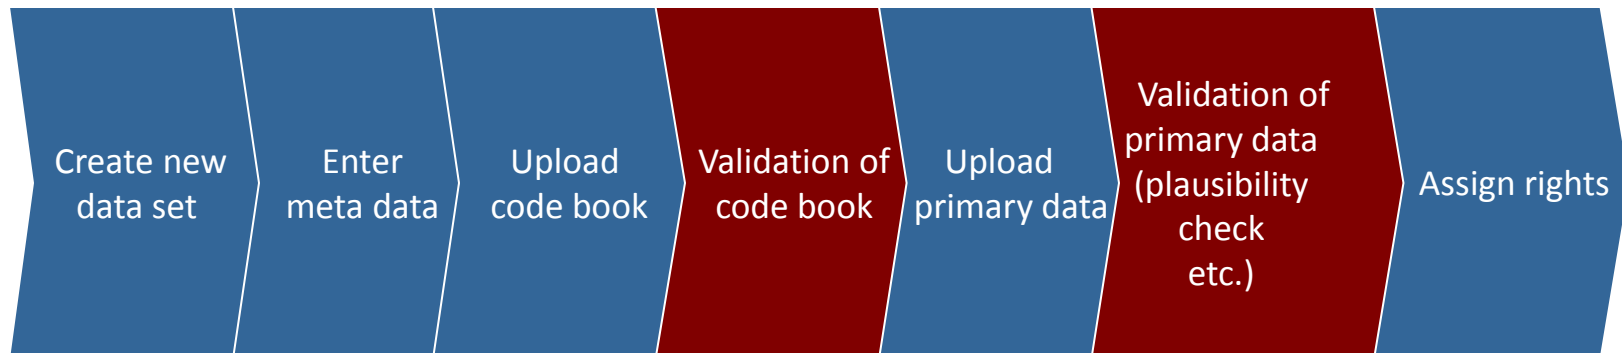 Create new
data set
Enter
meta data
Upload
code book
Validation of
code book
Upload
primary data
Validation of
primary data
(plausibility
check
etc.)
Assign rights